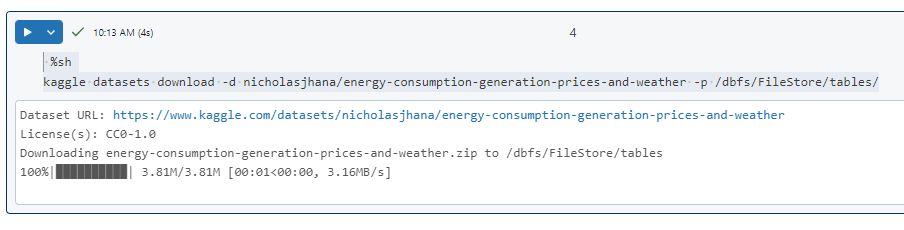 10:13 AM (4s)
4
%sh
kaggle datasets download -d nicholasjhana/energy-consumption-generation-prices-and-weather -p /dbfs/FileStore/tables/
Dataset URL: https://www.kaggle.com/datasets/nicholasjhana/energy-consumption-generation-prices-and-weather
License(s): CC0-1.0
Downloading energy-consumption-generation-prices-and-weather.zip to /dbfs/FileStore/tables
100%|██████████| 3.81M/3.81M [00:01<00:00, 3.16MB/s]